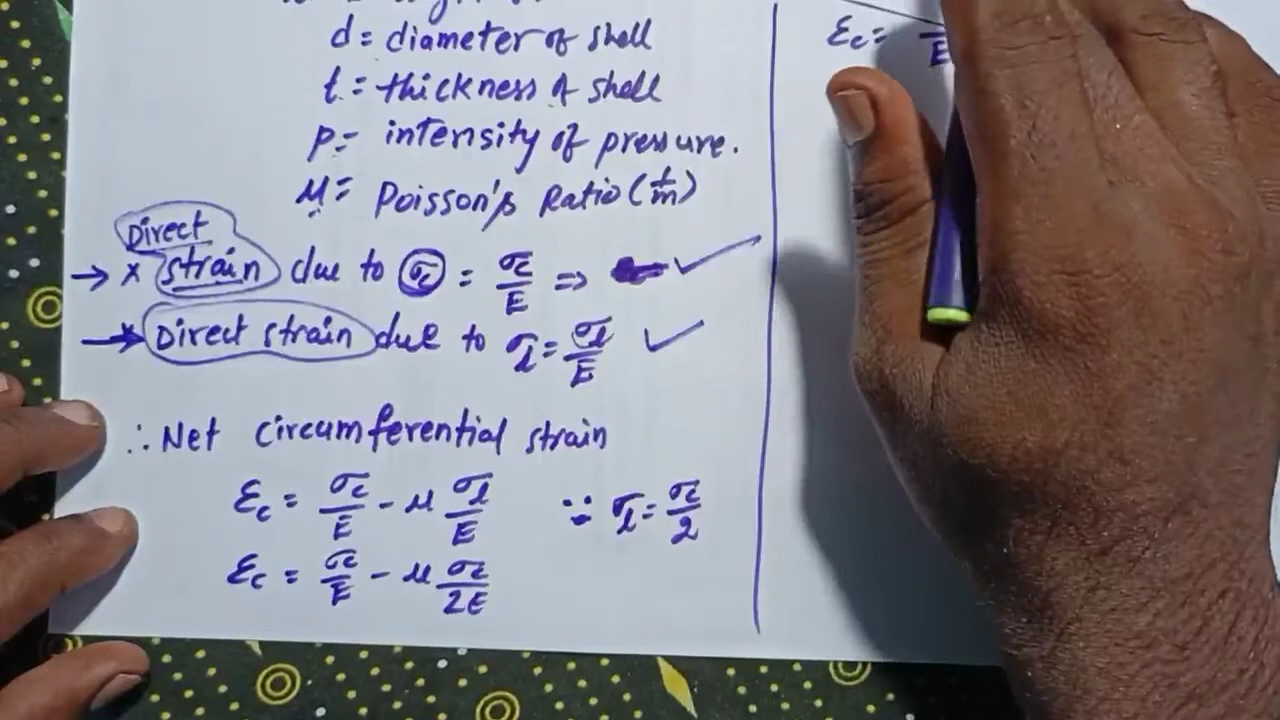 d = diameter of shell
t = thickness of shell
p = intensity of pressure.
μ = Poisson's Ratio (1/m)
Direct
→ × strain due to σc = σc/E ⇒ ✓
→ * Direct strain due to σl = σl/E ✓
∴ Net circumferential strain
εc = σc/E - μ σl/E ∵ σl = σc/2
εc = σc/E - μ σc/2E
εc =
E